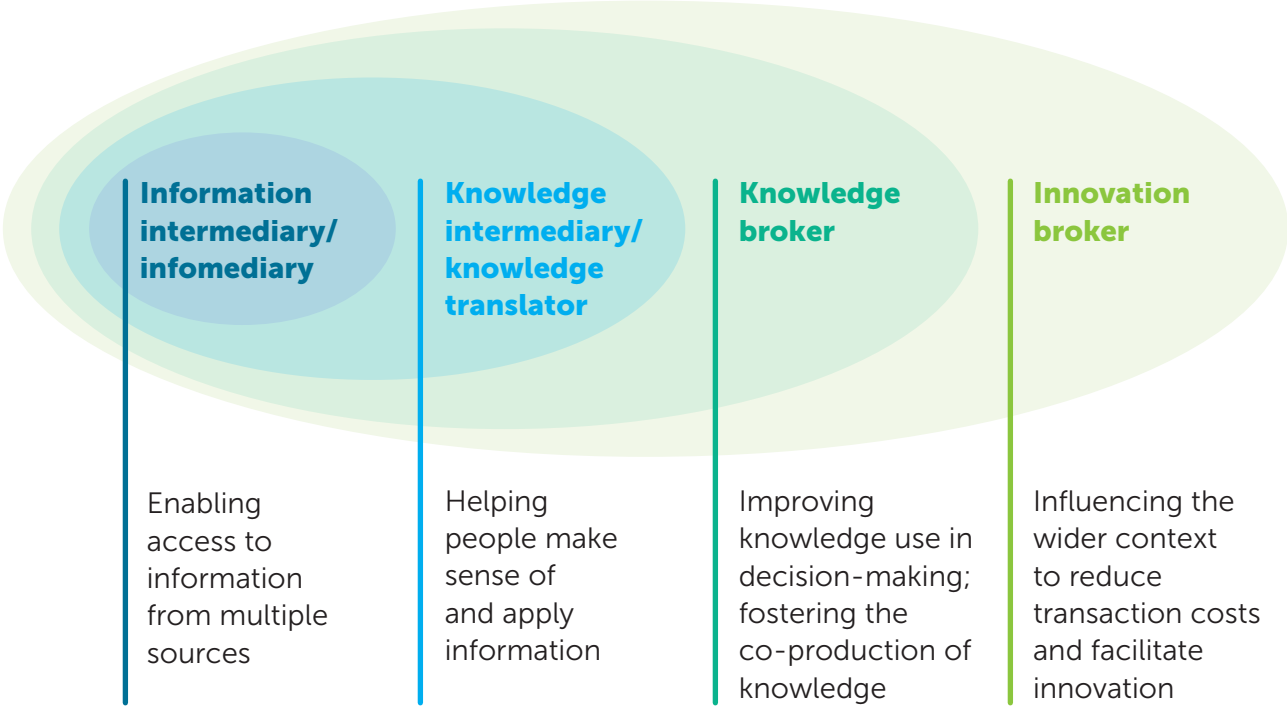 Information
intermediary/
infomediary
Enabling
access to
information
from multiple
sources
Knowledge
intermediary/
knowledge
translator
Helping
people make
sense of
and apply
information
Knowledge
broker
Improving
knowledge use in
decision-making;
fostering the
co-production of
knowledge
Innovation
broker
Influencing the
wider context
to reduce
transaction costs
and facilitate
innovation